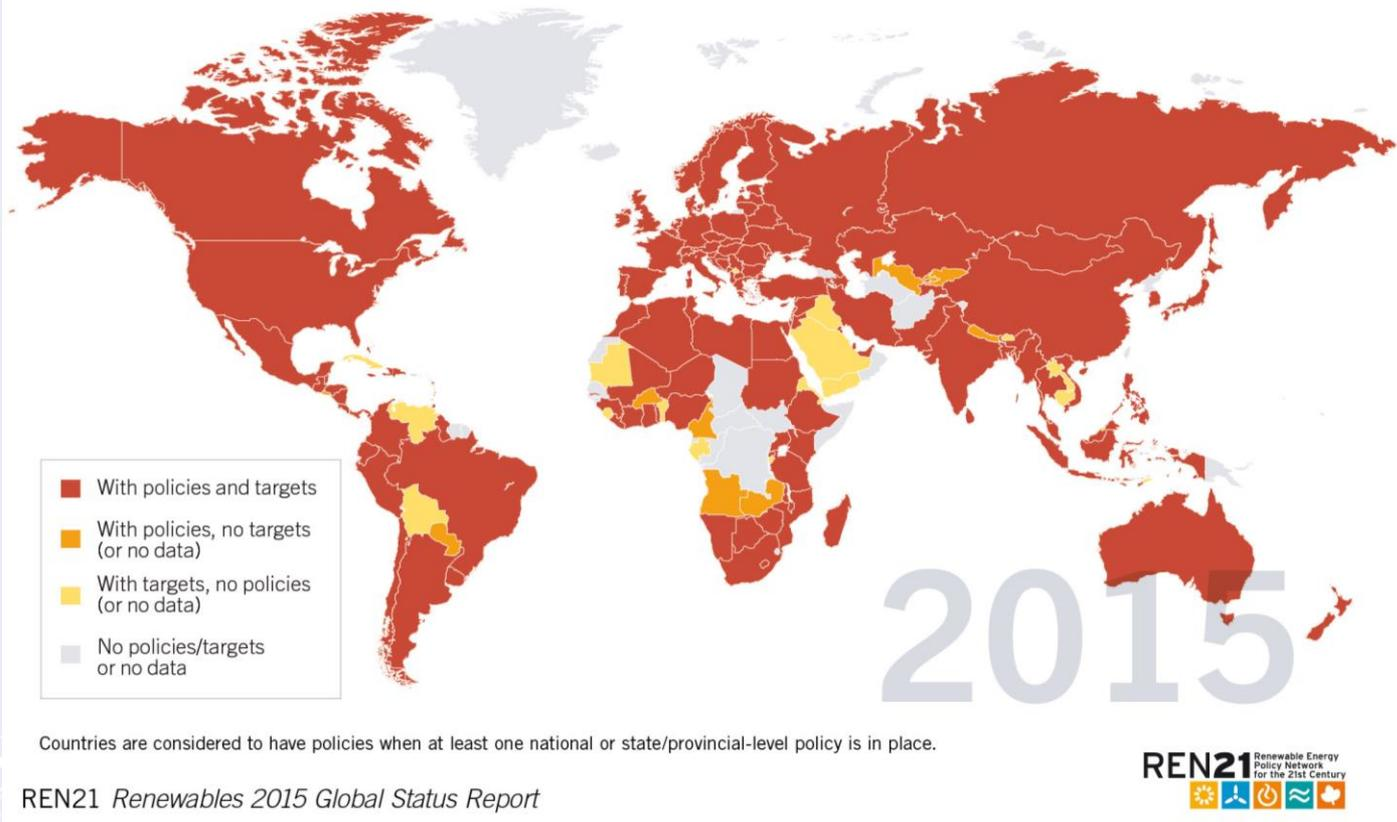 With policies and targets
With policies, no targets
(or no data)
With targets, no policies
(or no data)
No policies/targets
or no data
2015
Countries are considered to have policies when at least one national or state/provincial-level policy is in place.
REN21 Renewables 2015 Global Status Report
REN21
Renewable Energy
Policy Network
for the 21st Century